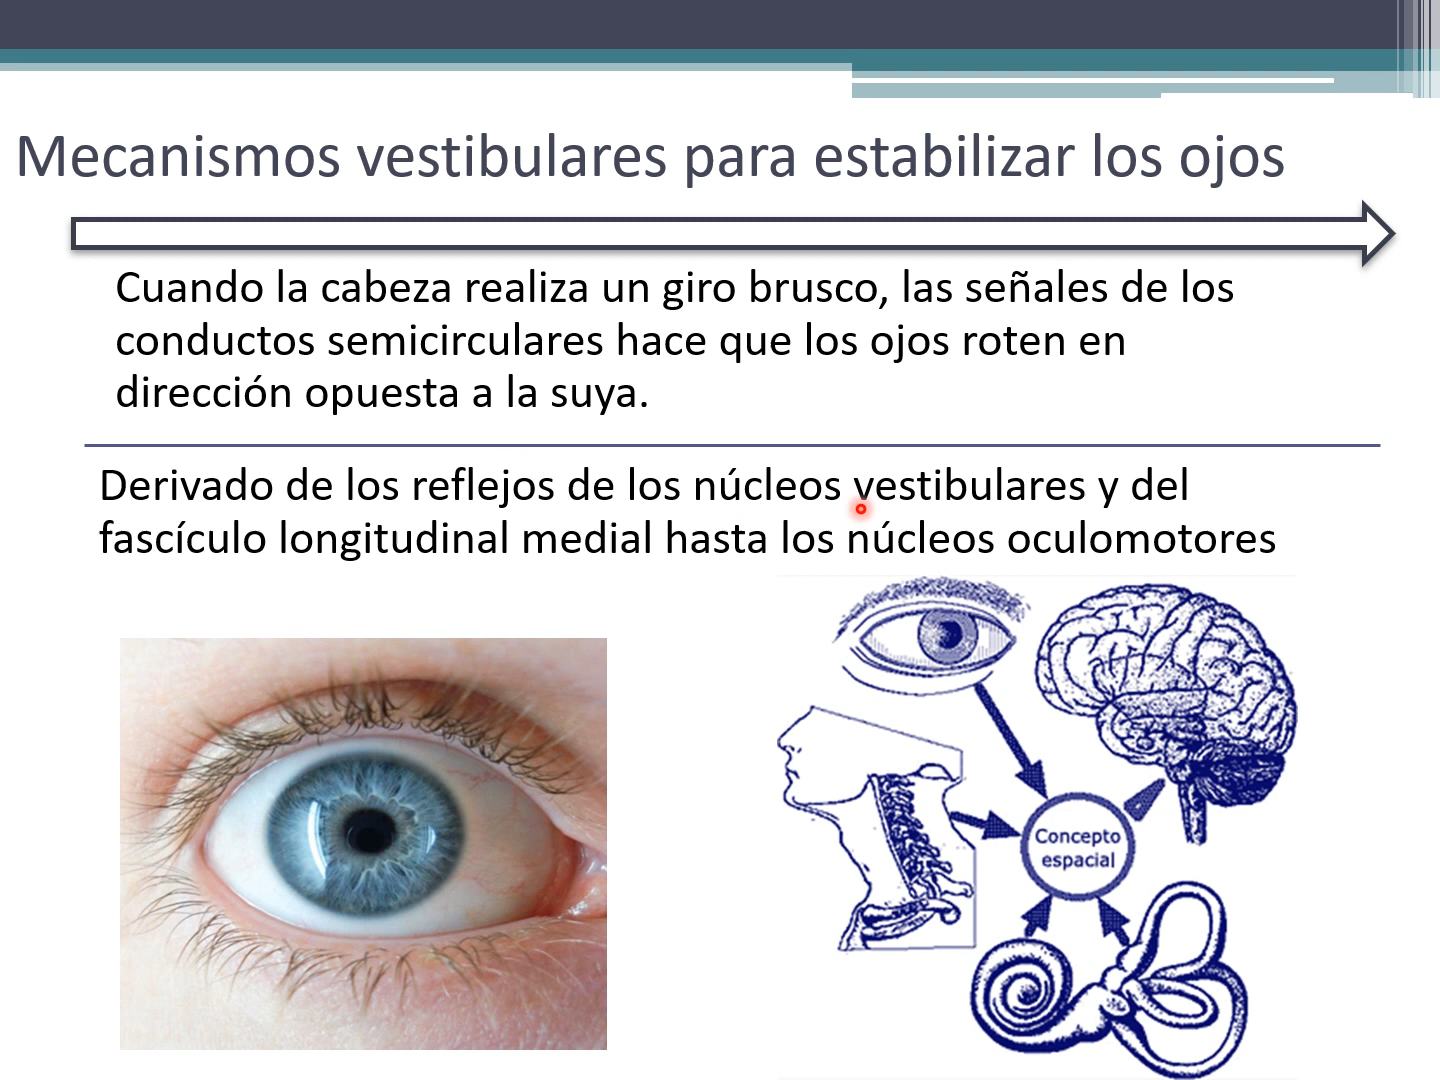 Mecanismos vestibulares para estabilizar los ojos
Cuando la cabeza realiza un giro brusco, las señales de los
conductos semicirculares hace que los ojos roten en
dirección opuesta a la suya.
Derivado de los reflejos de los núcleos vestibulares y del
fascículo longitudinal medial hasta los núcleos oculomotores
Concepto
espacial